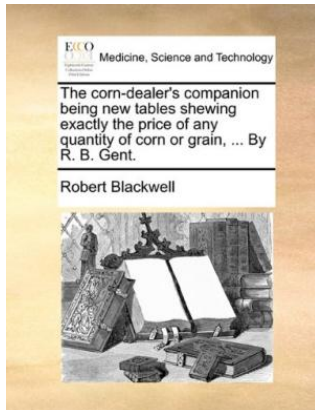 ECCO
Medicine, Science and Technology
The corn-dealer's companion
being new tables shewing
exactly the price of any
quantity of corn or grain, ... By
R. B. Gent.
Robert Blackwell